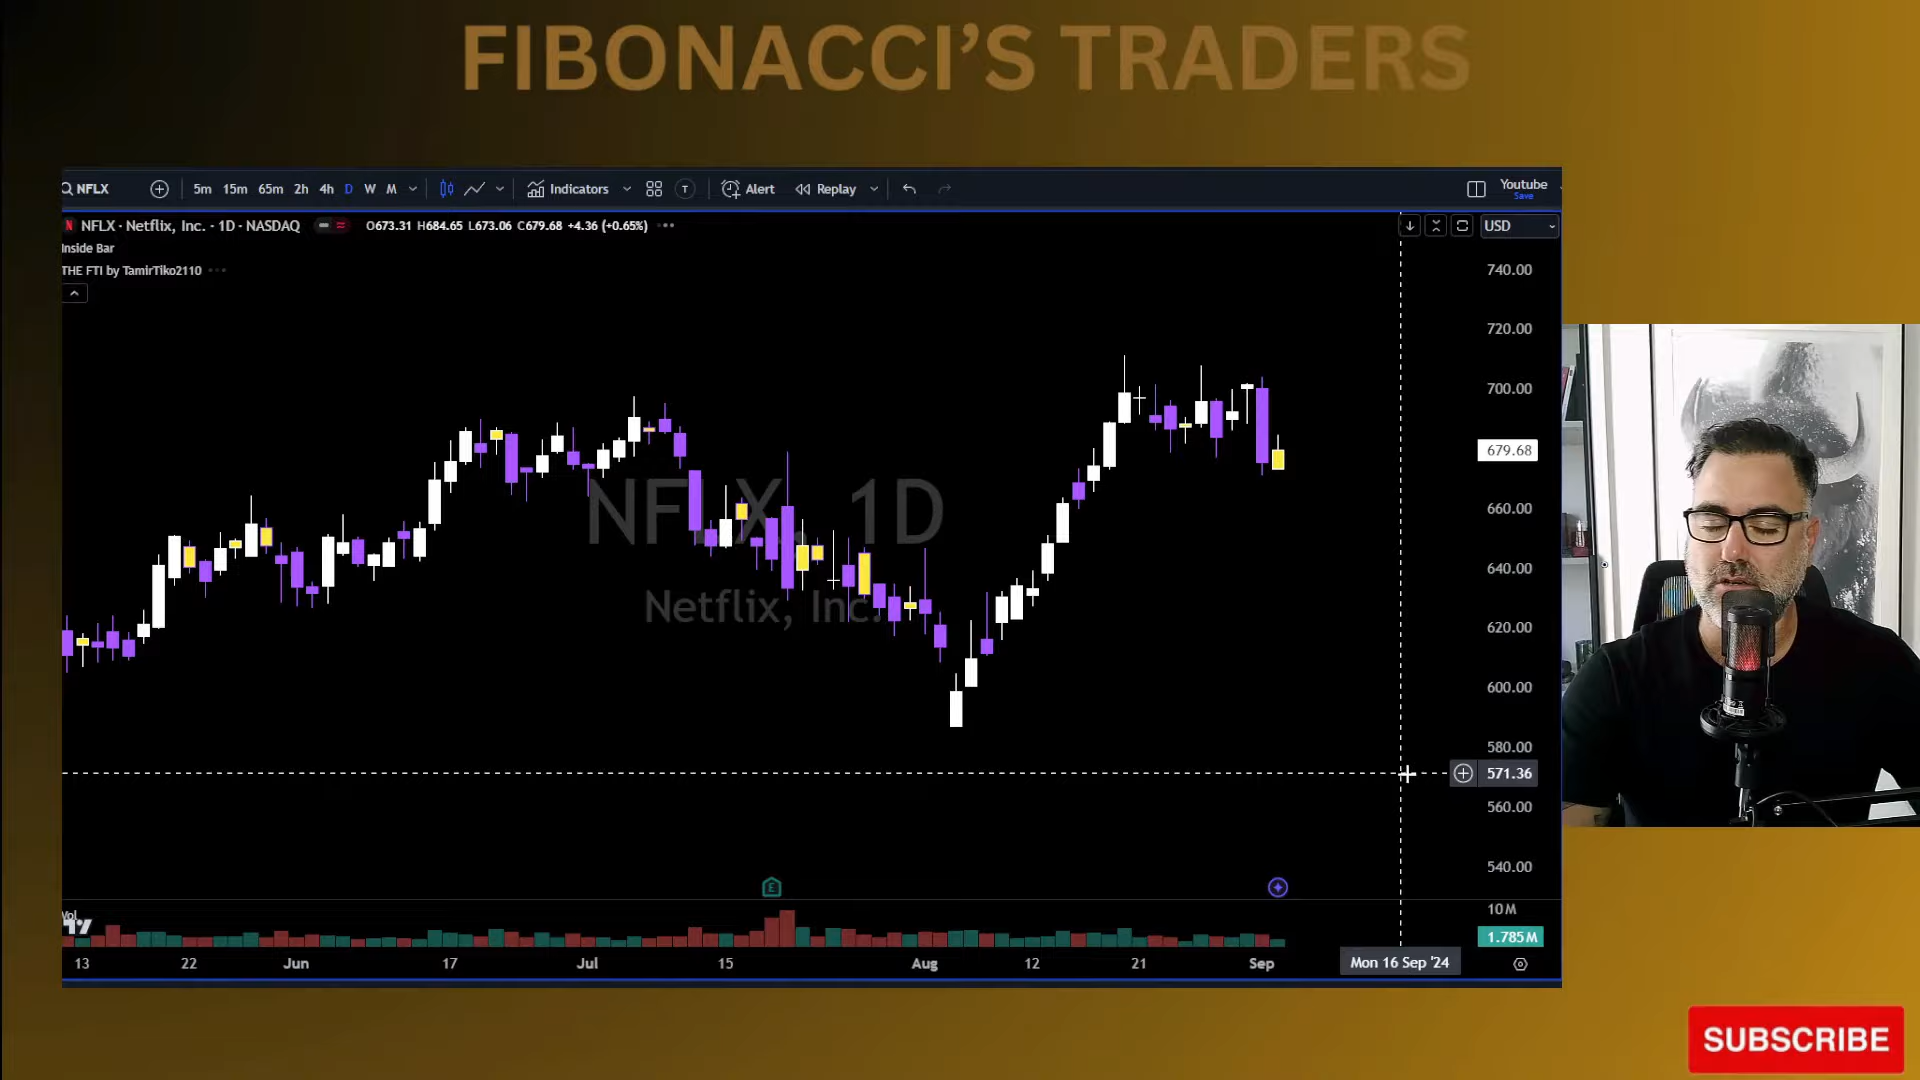 FIBONACCI'S TRADERS
NFLX 5m 15m 65m 2h 4h D W M Indicators T Alert Replay Youtube
Save
NFLX · Netflix, Inc. · 1D · NASDAQ O673.31 H684.65 L673.06 C679.68 +4.36 (+0.65%) USD
Inside Bar
THE FTI by TamirTiko2110
740.00
720.00
700.00
679.68
660.00
640.00
620.00
600.00
580.00
571.36
560.00
540.00
NFLX, 1D
Netflix, Inc.
E
Vol
10M
1.785M
13 22 Jun 17 Jul 15 Aug 12 21 Sep Mon 16 Sep '24
SUBSCRIBE